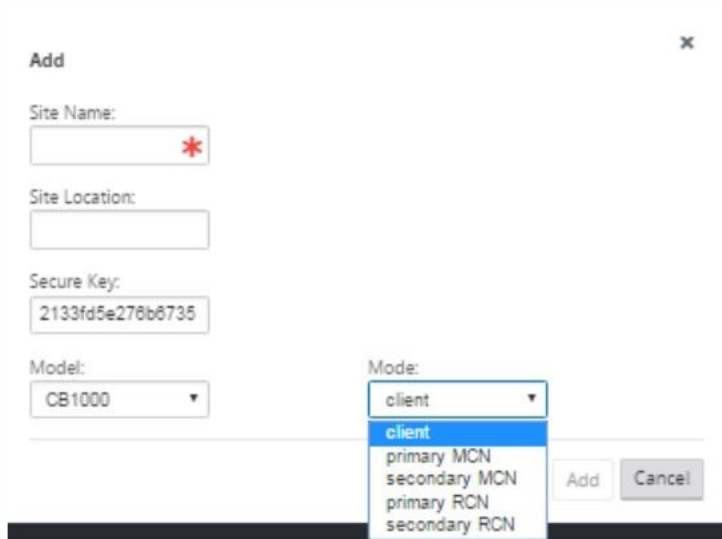 Add
Site Name:
Site Location:
Secure Key:
2133fd5e276b6735
Model:
CB1000
Mode:
client
client
primary MCN
secondary MCN
primary RCN
secondary RCN
Add
Cancel